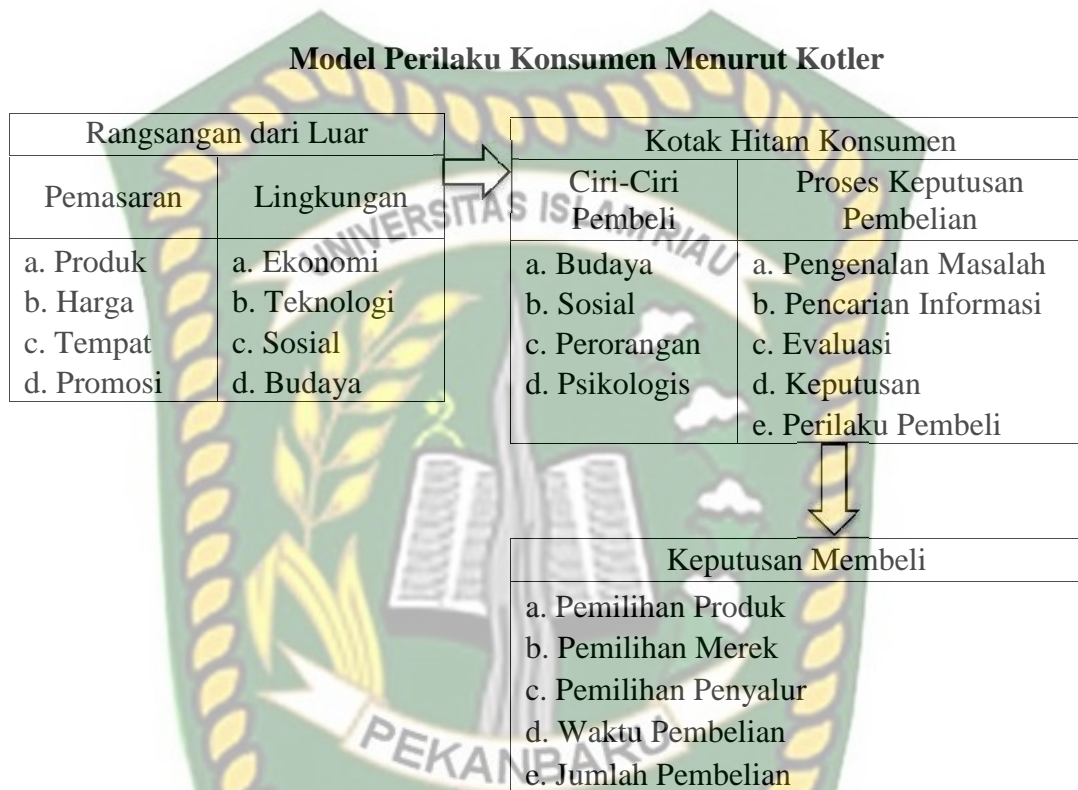 Model Perilaku Konsumen Menurut Kotler
Rangsangan dari Luar
Pemasaran
Lingkungan
a. Produk
b. Harga
c. Tempat
d. Promosi
a. Ekonomi
b. Teknologi
c. Sosial
d. Budaya
Kotak Hitam Konsumen
Ciri-Ciri
Pembeli
Proses Keputusan
Pembelian
a. Budaya
b. Sosial
c. Perorangan
d. Psikologis
a. Pengenalan Masalah
b. Pencarian Informasi
c. Evaluasi
d. Keputusan
e. Perilaku Pembeli
Keputusan Membeli
a. Pemilihan Produk
b. Pemilihan Merek
c. Pemilihan Penyalur
d. Waktu Pembelian
e. Jumlah Pembelian
UNIVERSITAS ISLAM RIAU
PEKANBARU